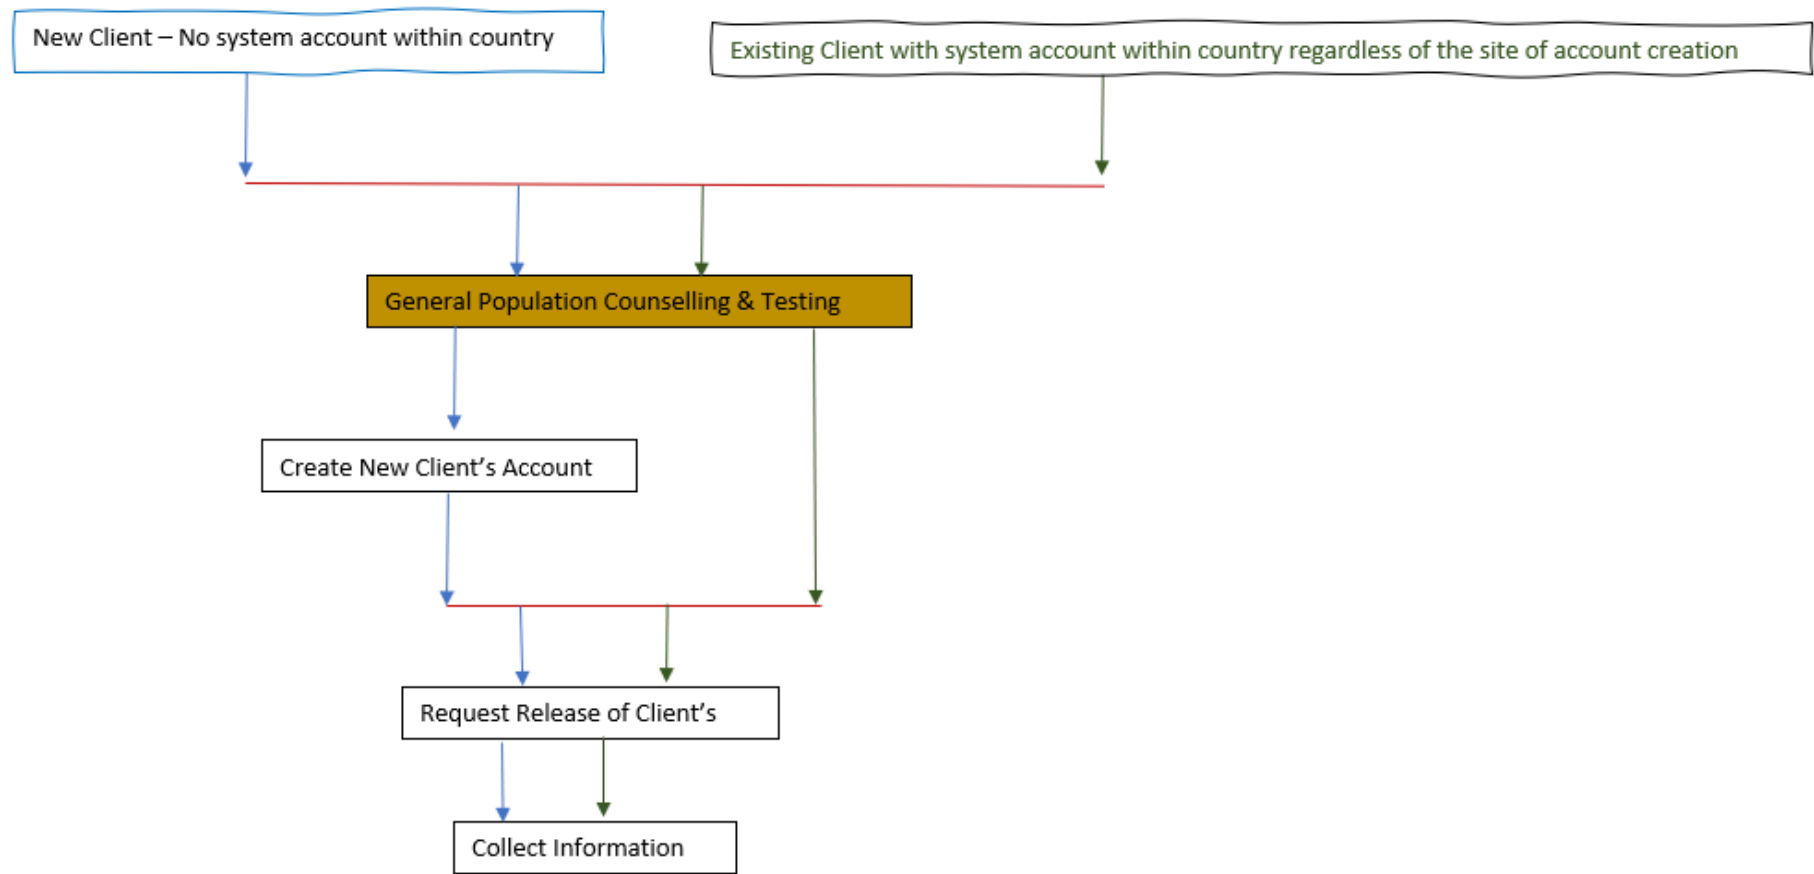 New Client – No system account within country
Existing Client with system account within country regardless of the site of account creation
General Population Counselling & Testing
Create New Client’s Account
Request Release of Client’s
Collect Information